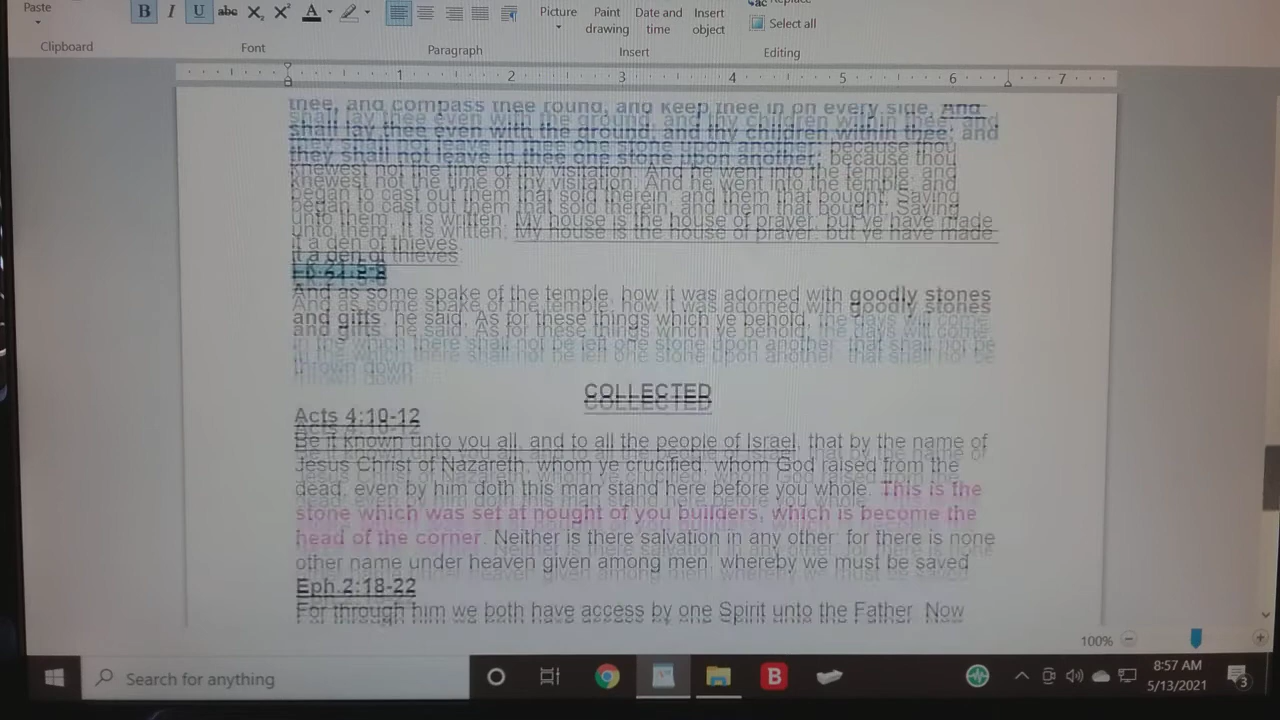 Paste
B I U abc X₂ X² A
Picture Paint drawing Date and time Insert object
Select all
Clipboard Font Paragraph Insert Editing
1 2 3 4 5 6 7
thee, and compass thee round, and keep thee in on every side, And
shall lay thee even with the ground, and thy children within thee; and
they shall not leave in thee one stone upon another; because thou
knewest not the time of thy visitation. And he went into the temple, and
began to cast out them that sold therein, and them that bought; Saying
unto them, It is written, My house is the house of prayer: but ye have made
it a den of thieves.
And as some spake of the temple, how it was adorned with goodly stones
and gifts, he said, As for these things which ye behold, the days will come,
in the which there shall not be left one stone upon another, that shall not be
thrown down
COLLECTED
Acts 4:10-12
Be it known unto you all, and to all the people of Israel, that by the name of
Jesus Christ of Nazareth, whom ye crucified, whom God raised from the
dead, even by him doth this man stand here before you whole. This is the
stone which was set at nought of you builders, which is become the
head of the corner. Neither is there salvation in any other: for there is none
other name under heaven given among men, whereby we must be saved
Eph.2:18-22
For through him we both have access by one Spirit unto the Father Now
100%
Search for anything
B
8:57 AM
5/13/2021
3